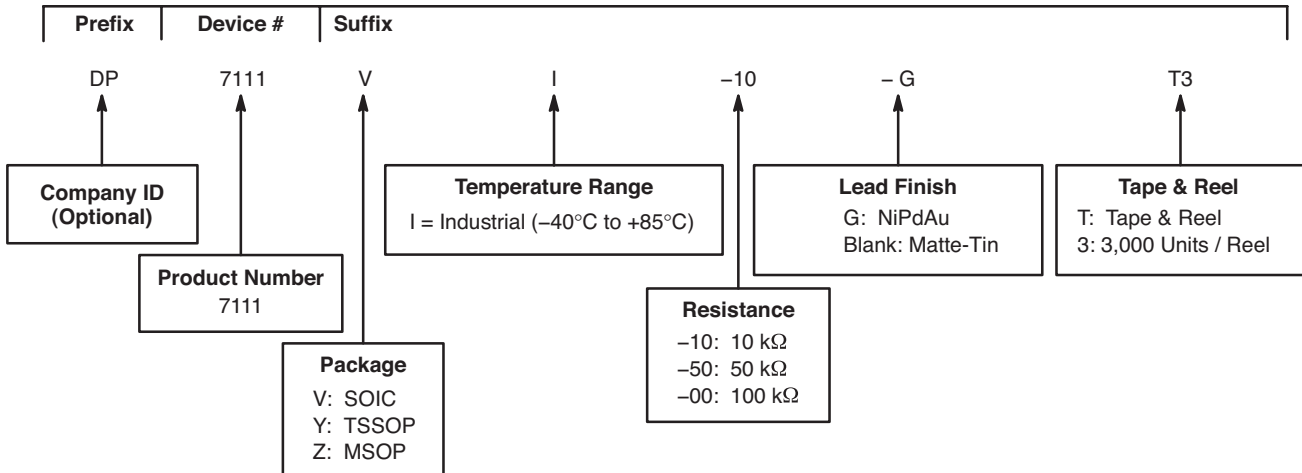 Prefix Device # Suffix
DP 7111 V I –10 – G T3
Company ID
(Optional)
Product Number
7111
Package
V: SOIC
Y: TSSOP
Z: MSOP
Temperature Range
I = Industrial (–40°C to +85°C)
Resistance
–10: 10 kΩ
–50: 50 kΩ
–00: 100 kΩ
Lead Finish
G: NiPdAu
Blank: Matte-Tin
Tape & Reel
T: Tape & Reel
3: 3,000 Units / Reel